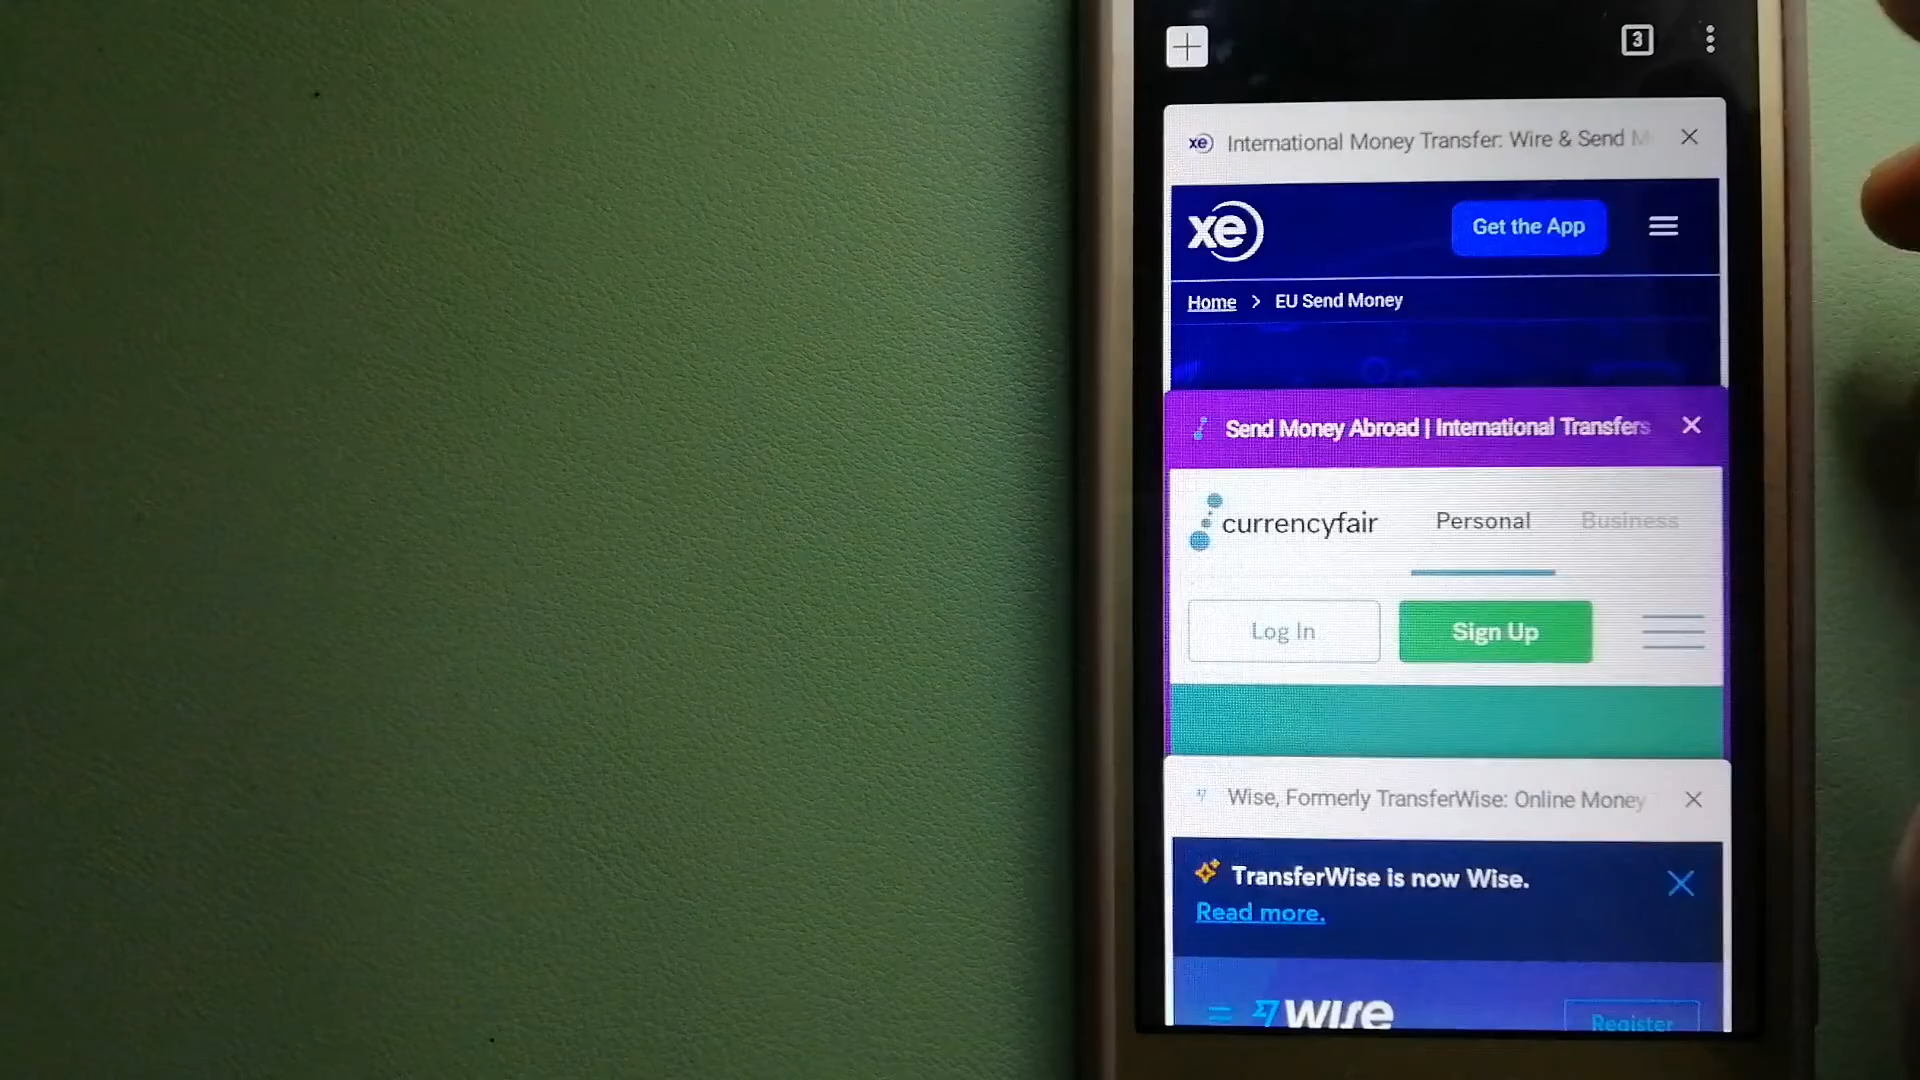 3
xe International Money Transfer: Wire & Send M
xe
Get the App
Home > EU Send Money
Send Money Abroad | International Transfers
currencyfair
Personal
Business
Log In
Sign Up
Wise, Formerly TransferWise: Online Money
TransferWise is now Wise.
Read more.
WISE
Register